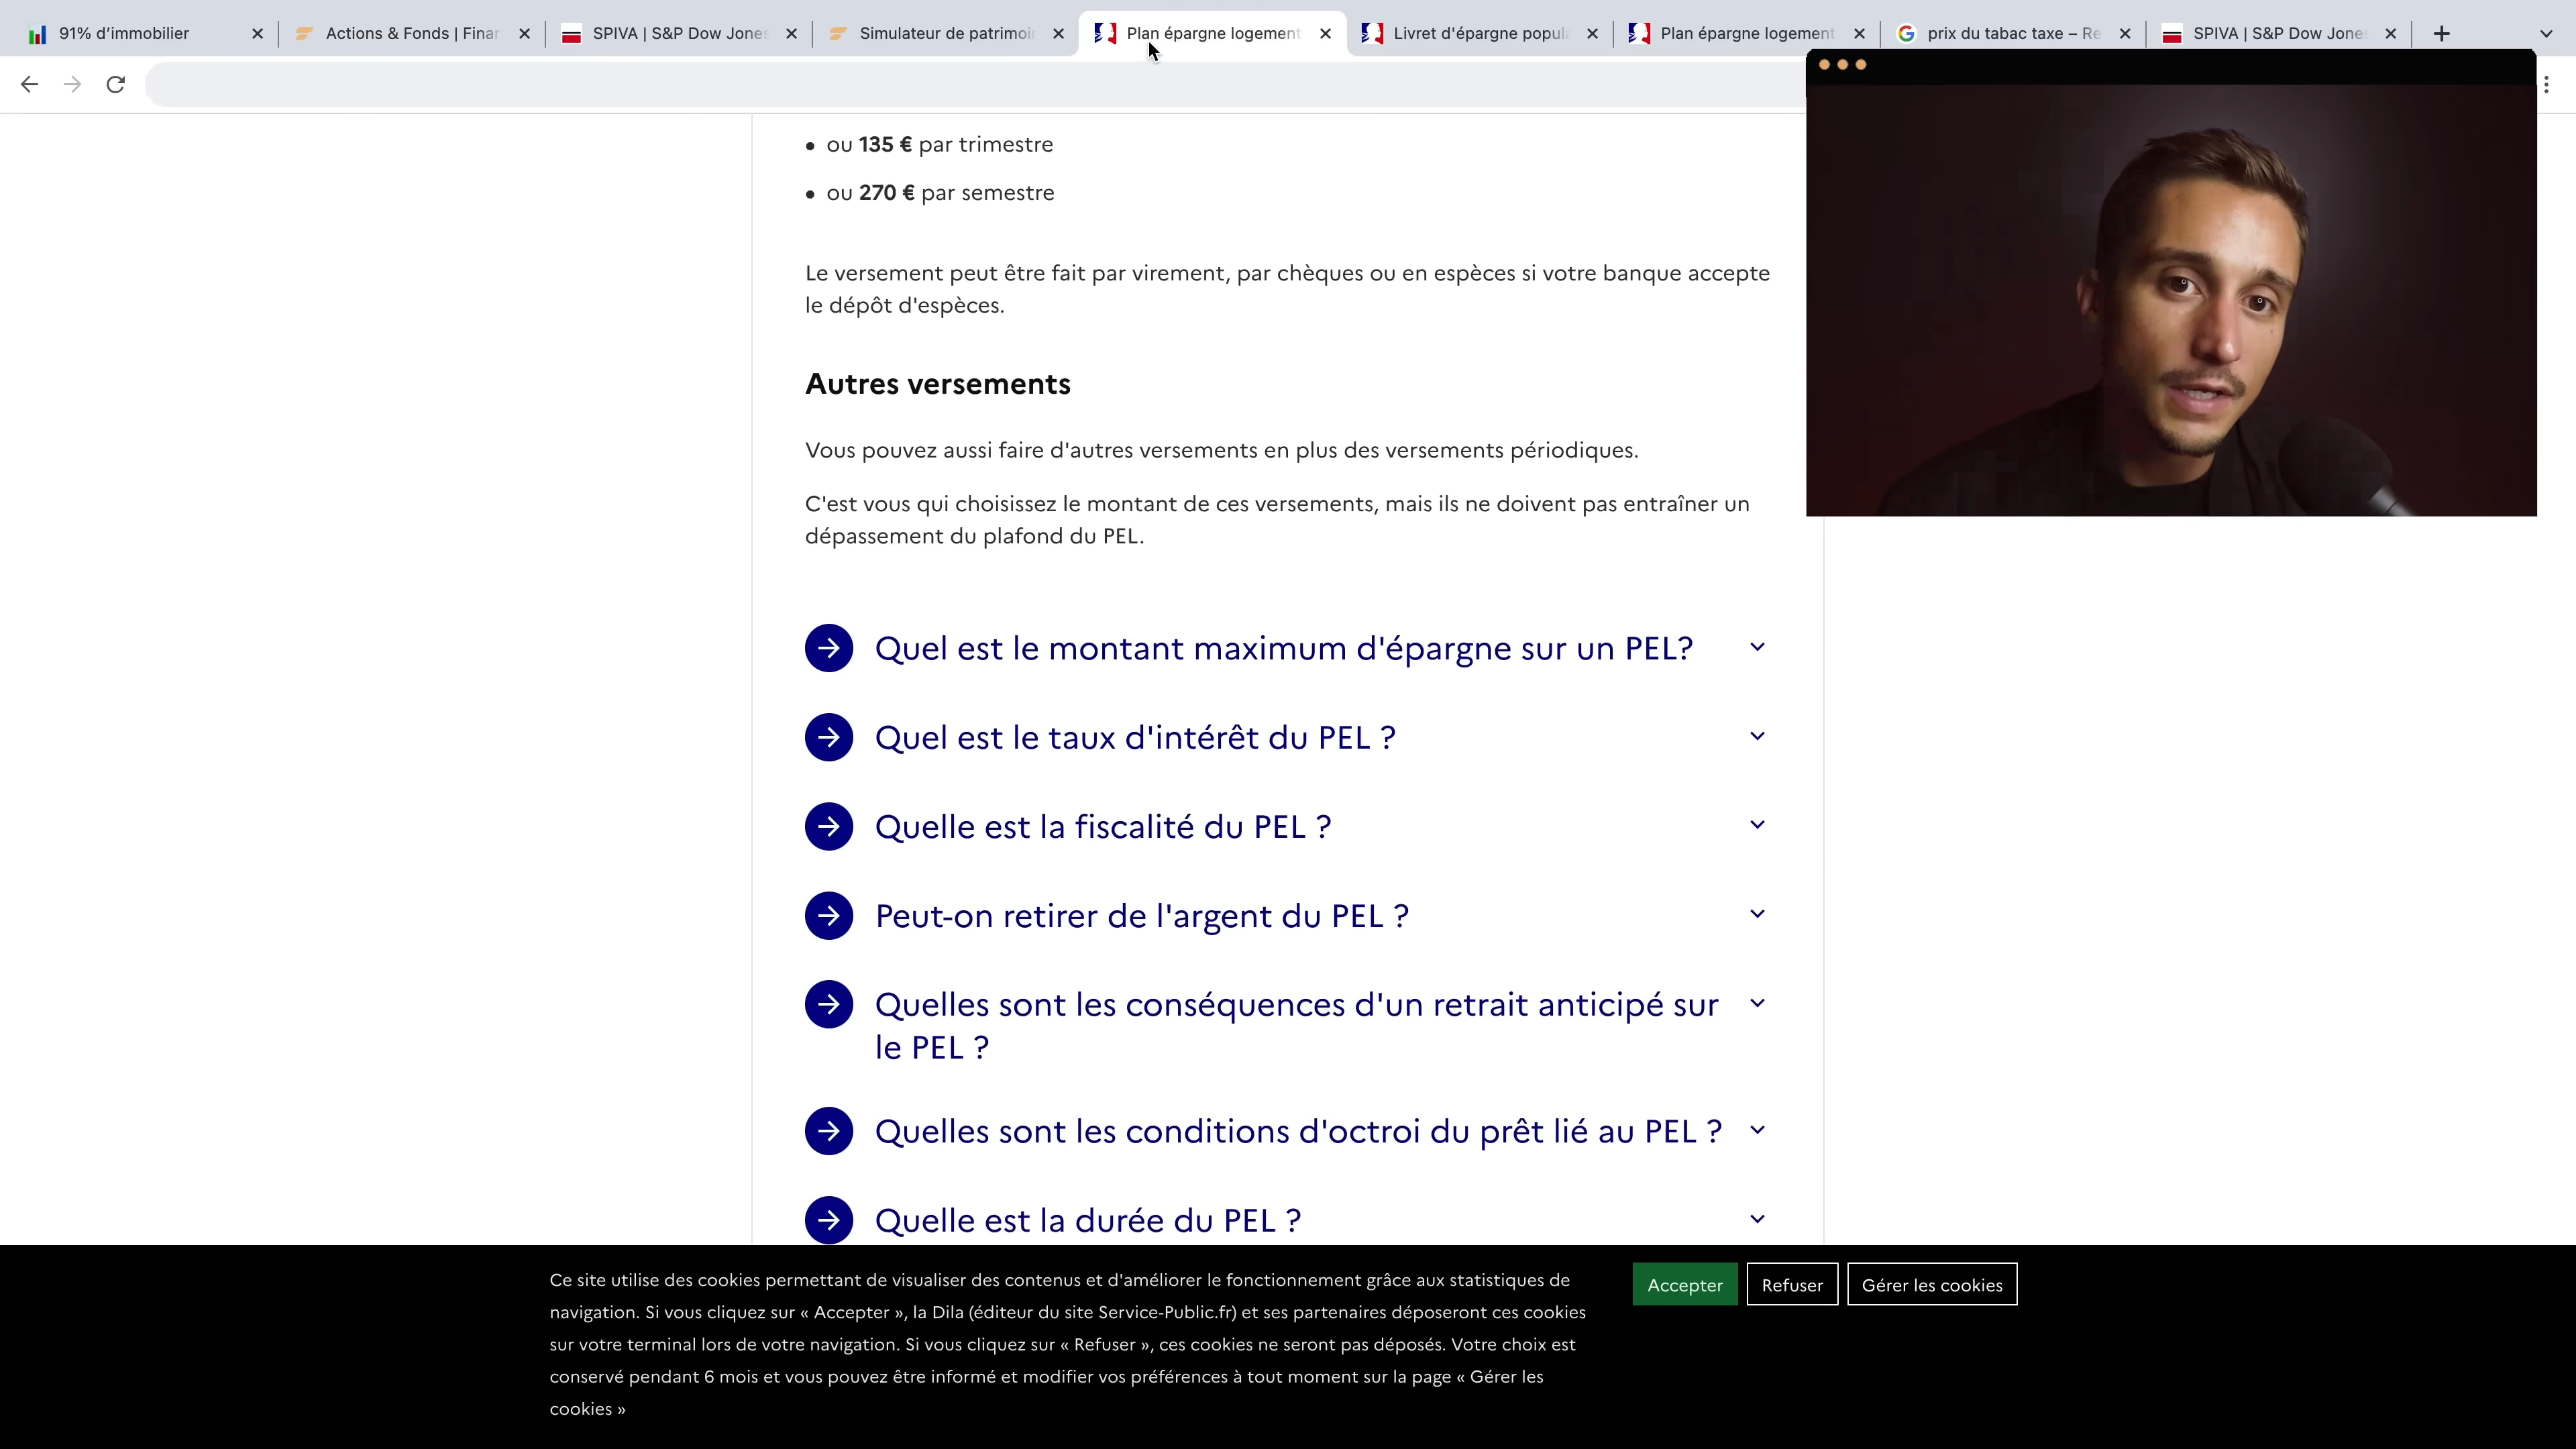 91% d’immobilier
Actions & Fonds | Finar
SPIVA | S&P Dow Jones
Simulateur de patrimoin
Plan épargne logement
Livret d'épargne popula
Plan épargne logement
prix du tabac taxe – Re
SPIVA | S&P Dow Jones
ou 135 € par trimestre
ou 270 € par semestre
Le versement peut être fait par virement, par chèques ou en espèces si votre banque accepte
le dépôt d'espèces.
Autres versements
Vous pouvez aussi faire d'autres versements en plus des versements périodiques.
C'est vous qui choisissez le montant de ces versements, mais ils ne doivent pas entraîner un
dépassement du plafond du PEL.
Quel est le montant maximum d'épargne sur un PEL?
Quel est le taux d'intérêt du PEL ?
Quelle est la fiscalité du PEL ?
Peut-on retirer de l'argent du PEL ?
Quelles sont les conséquences d'un retrait anticipé sur
le PEL ?
Quelles sont les conditions d'octroi du prêt lié au PEL ?
Quelle est la durée du PEL ?
Ce site utilise des cookies permettant de visualiser des contenus et d'améliorer le fonctionnement grâce aux statistiques de
navigation. Si vous cliquez sur « Accepter », la Dila (éditeur du site Service-Public.fr) et ses partenaires déposeront ces cookies
sur votre terminal lors de votre navigation. Si vous cliquez sur « Refuser », ces cookies ne seront pas déposés. Votre choix est
conservé pendant 6 mois et vous pouvez être informé et modifier vos préférences à tout moment sur la page « Gérer les
cookies »
Accepter
Refuser
Gérer les cookies